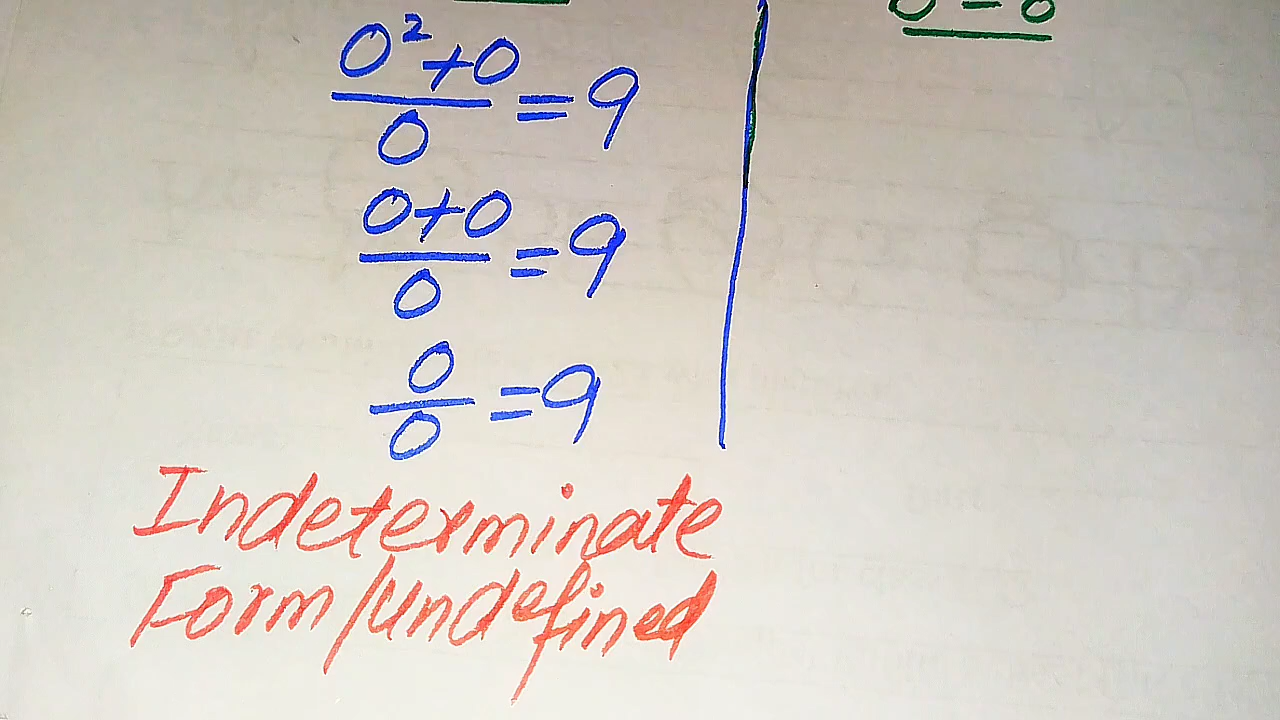 0² + 0 / 0 = 9
0 + 0 / 0 = 9
0 / 0 = 9
Indeterminate
Form/undefined